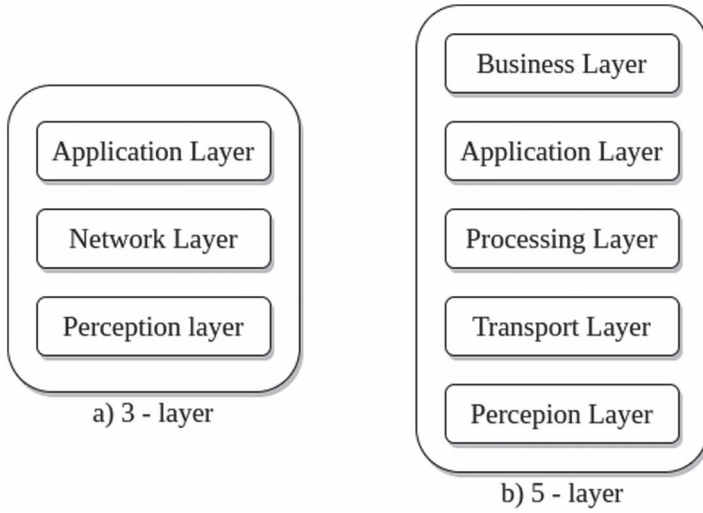 Application Layer
Network Layer
Perception layer
a) 3 - layer
Business Layer
Application Layer
Processing Layer
Transport Layer
Percepion Layer
b) 5 - layer